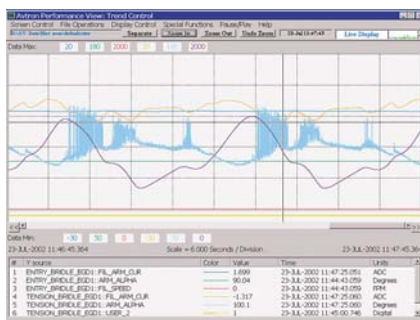 Avtron Performance View: Trend Control
Screen Control File Operations Display Control Special Functions Pause/Play Help
Separate Zoom In Zoom Out Undo Zoom Live Display
Data Max: 20 180 2000 2000
Data Min: -30 50 0 0
23-JUL-2002 11:46:45.364 Scale = 6.000 Seconds / Division 23-JUL-2002 11:47:45.364
# Y source Color Value Time Units
1 ENTRY_BRIDLE_EGD1: FIL_ARM_CUR 1.699 23-JUL-2002 11:47:25.051 ADC
2 ENTRY_BRIDLE_EGD1: ARM_ALPHA 90.04 23-JUL-2002 11:44:43.059 Degrees
3 ENTRY_BRIDLE_EGD1: FIL_SPEED 0 23-JUL-2002 11:44:43.059 FPM
4 TENSION_BRIDLE_EGD1: FIL_ARM_CUR -1.317 23-JUL-2002 11:47:25.060 ADC
5 TENSION_BRIDLE_EGD1: ARM_ALPHA 100.1 23-JUL-2002 11:47:25.060 Degrees
6 TENSION_BRIDLE_EGD1: USER_2 1 23-JUL-2002 11:45:00.746 Digital